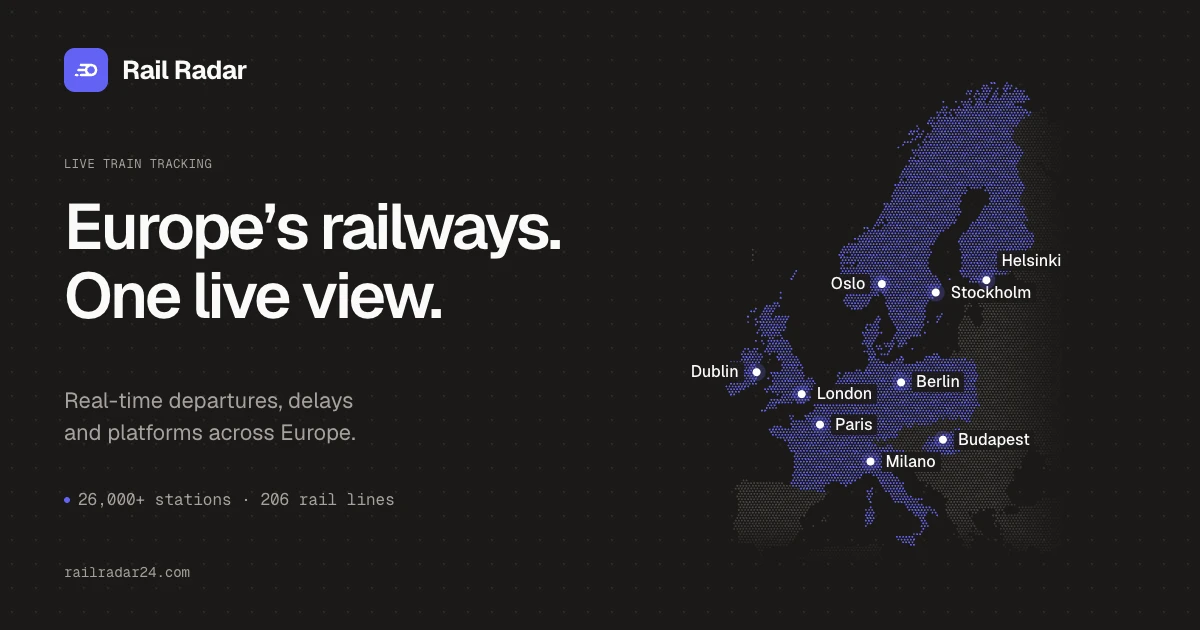 Rail Radar
LIVE TRAIN TRACKING
Europe’s railways.
One live view.
Real-time departures, delays
and platforms across Europe.
26,000+ stations · 206 rail lines
railradar24.com
Helsinki
Oslo
Stockholm
Dublin
Berlin
London
Paris
Budapest
Milano